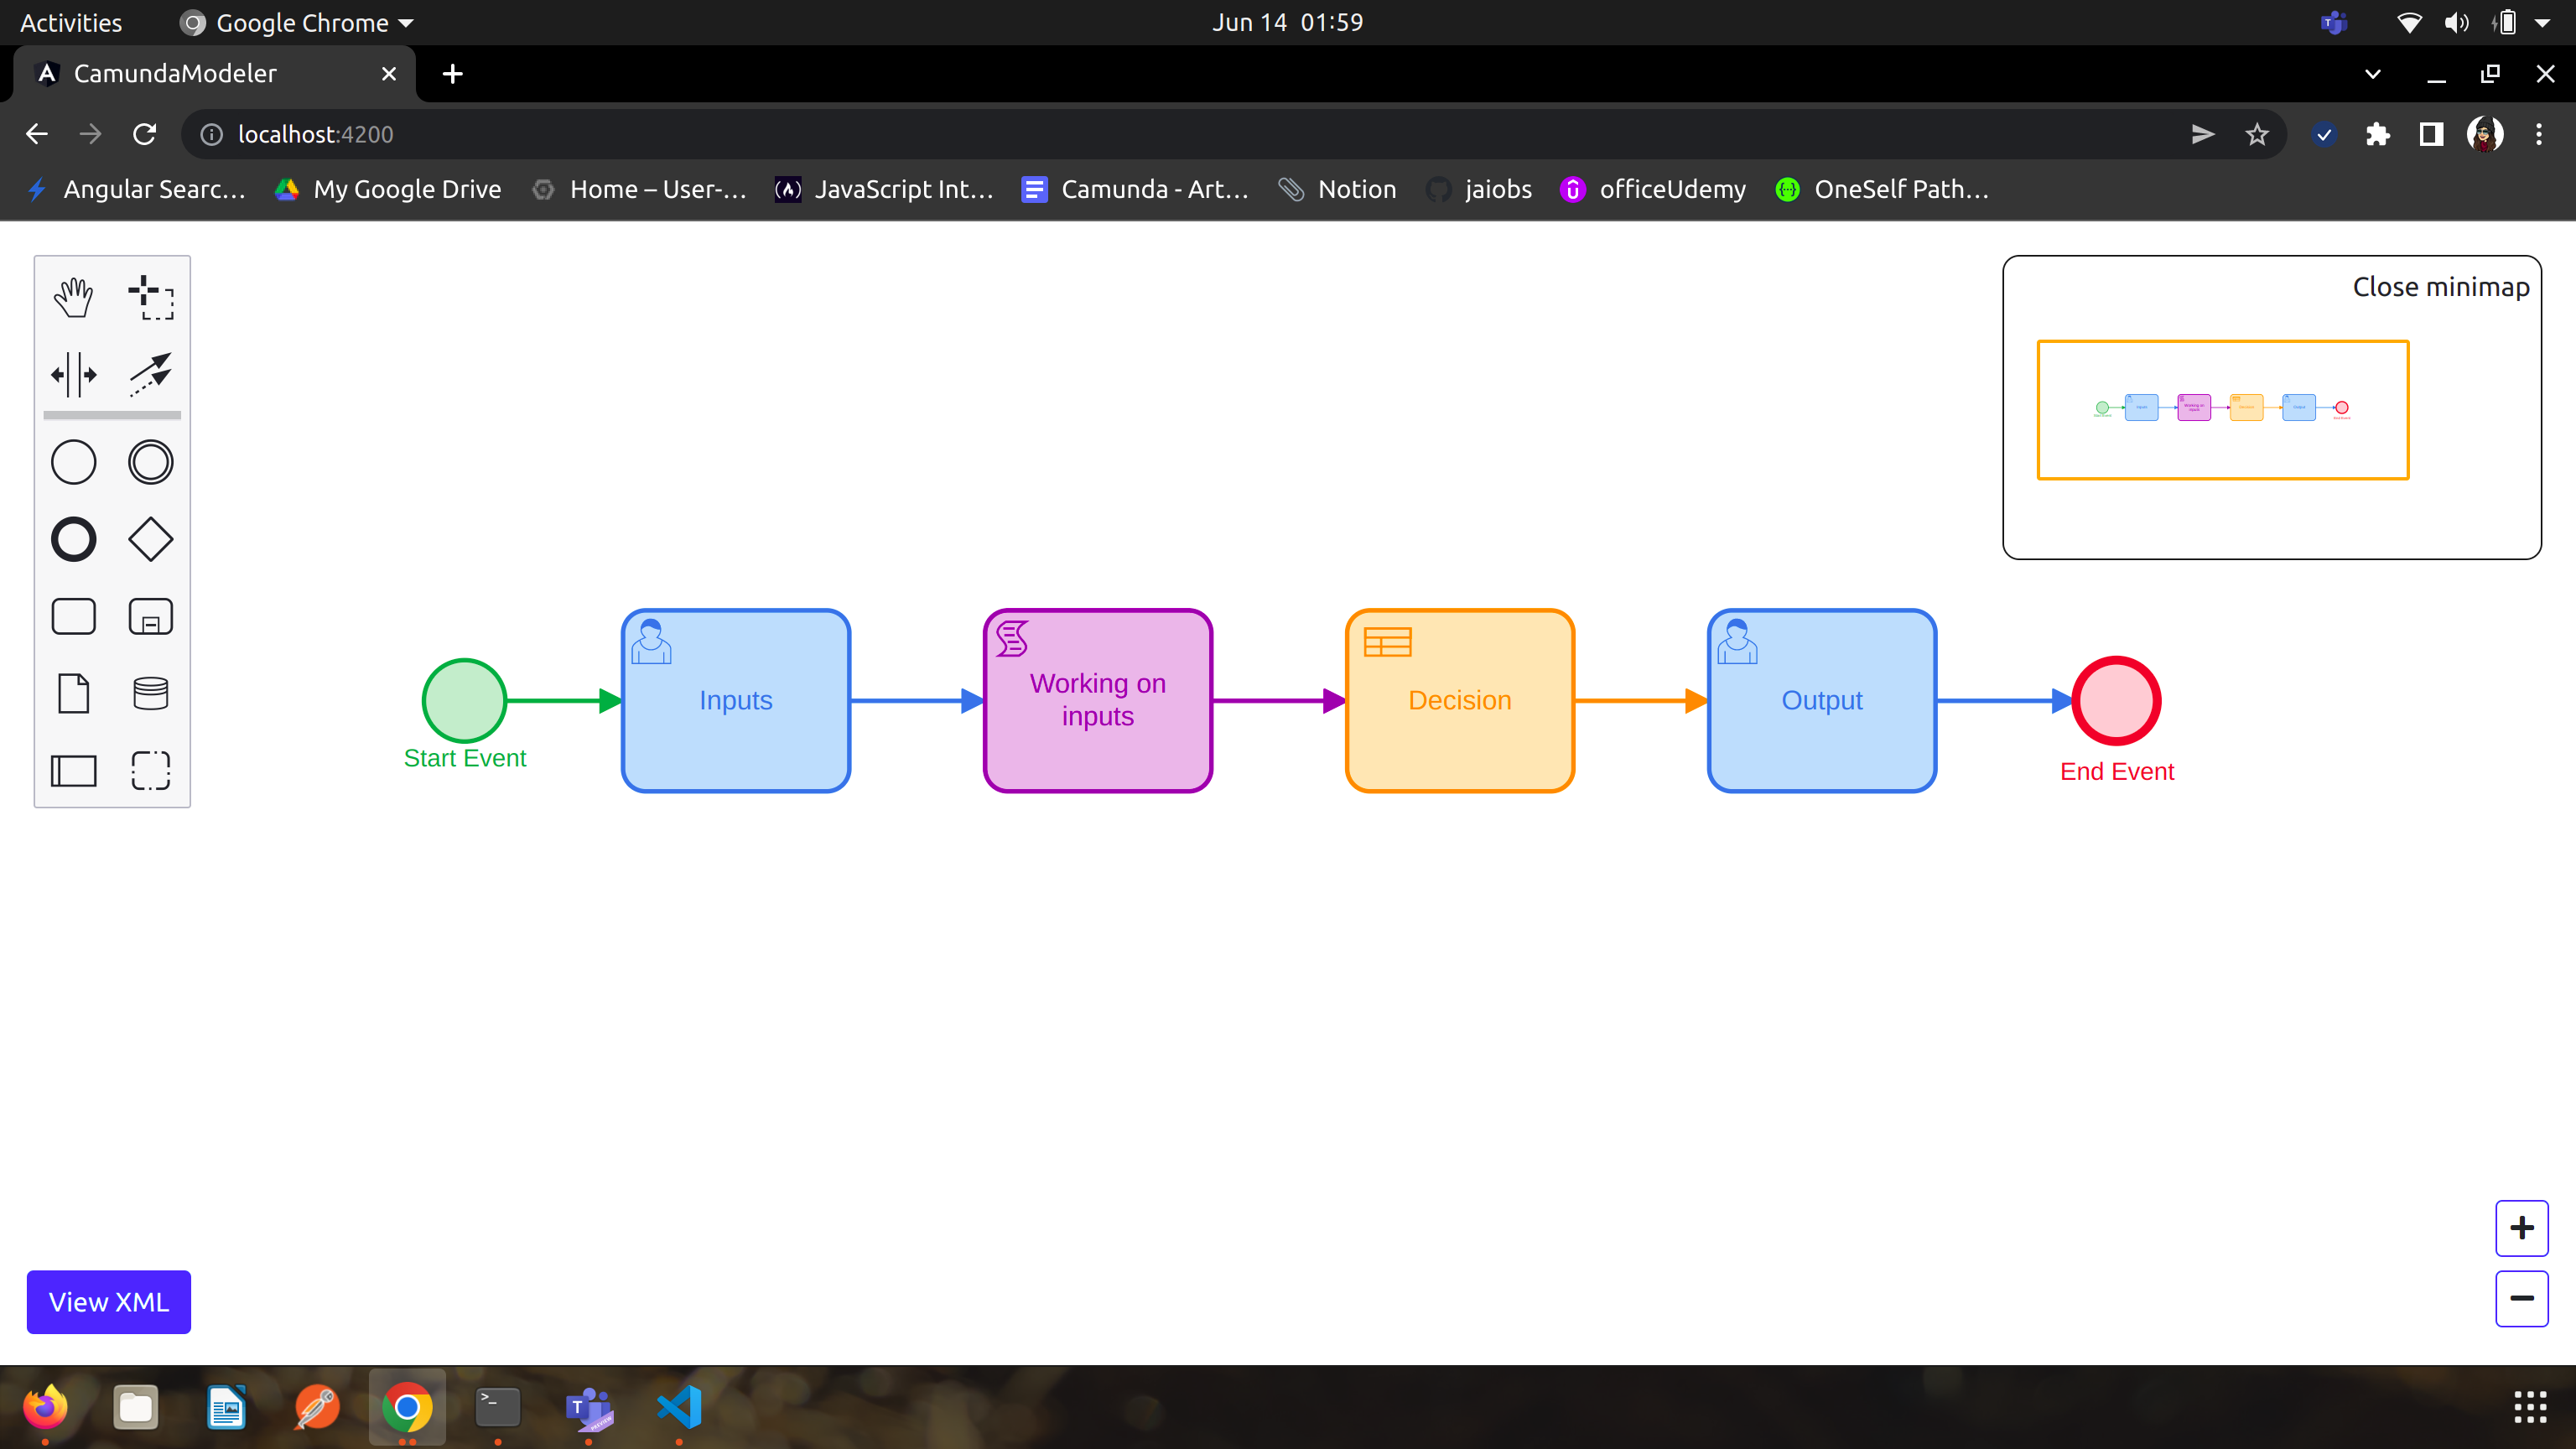 Activities Google Chrome Jun 14 01:59
CamundaModeler
localhost:4200
Angular Searc... My Google Drive Home – User-... JavaScript Int... Camunda - Art... Notion jaiobs officeUdemy OneSelf Path...
Close minimap
Start Event
Inputs
Working on
inputs
Decision
Output
End Event
View XML